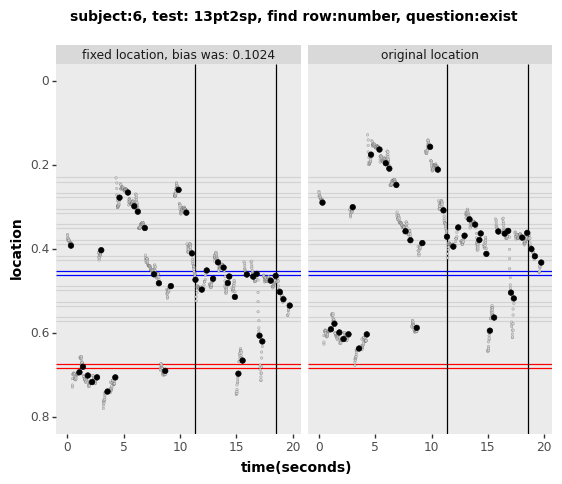 subject:6, test: 13pt2sp, find row:number, question:exist
fixed location, bias was: 0.1024
original location
0
0.2
0.4
0.6
0.8
location
0 5 10 15 20 0 5 10 15 20
time(seconds)